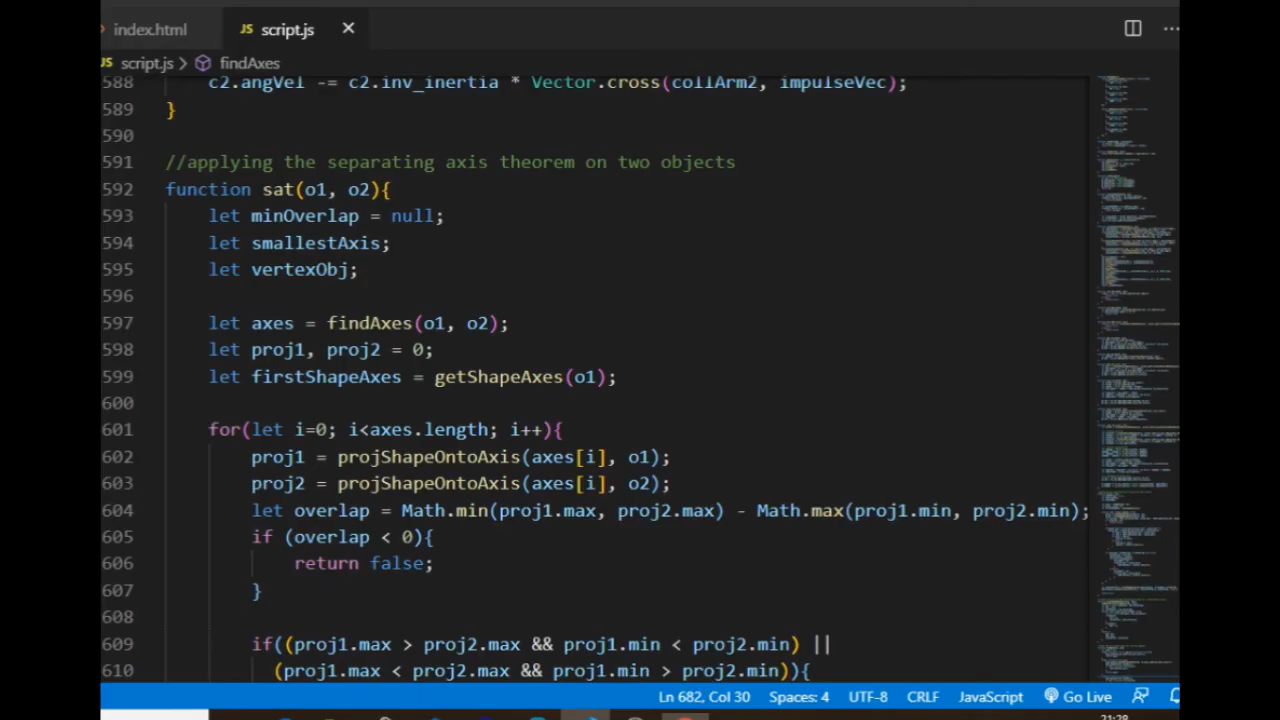 index.html
JS script.js ×
JS script.js > findAxes
588 c2.angVel -= c2.inv_inertia * Vector.cross(collArm2, impulseVec);
589 }
590
591 //applying the separating axis theorem on two objects
592 function sat(o1, o2){
593 let minOverlap = null;
594 let smallestAxis;
595 let vertexObj;
596
597 let axes = findAxes(o1, o2);
598 let proj1, proj2 = 0;
599 let firstShapeAxes = getShapeAxes(o1);
600
601 for(let i=0; i<axes.length; i++){
602 proj1 = projShapeOntoAxis(axes[i], o1);
603 proj2 = projShapeOntoAxis(axes[i], o2);
604 let overlap = Math.min(proj1.max, proj2.max) - Math.max(proj1.min, proj2.min);
605 if (overlap < 0){
606 return false;
607 }
608
609 if((proj1.max > proj2.max && proj1.min < proj2.min) ||
610 (proj1.max < proj2.max && proj1.min > proj2.min)){
Ln 682, Col 30 Spaces: 4 UTF-8 CRLF JavaScript Go Live
21:28